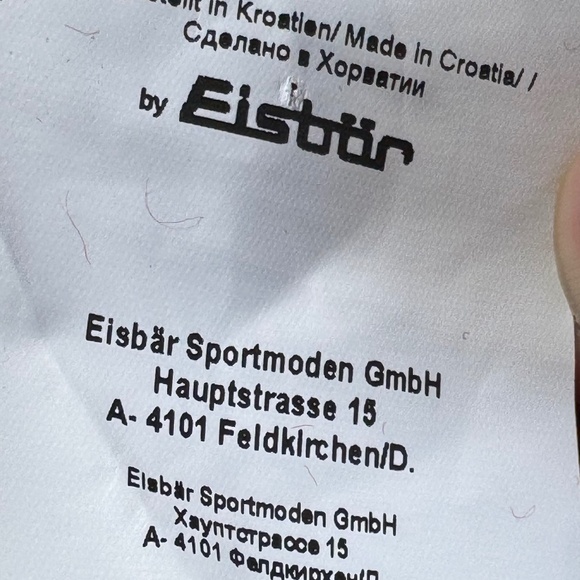 in Kroatien/ Made in Croatia/ /
Сделано в Хорватии
by Eisbär
Eisbär Sportmoden GmbH
Hauptstrasse 15
A- 4101 Feldkirchen/D.
Eisbär Sportmoden GmbH
Хауптстрассе 15
A- 4101 Фелдкирхен/Д